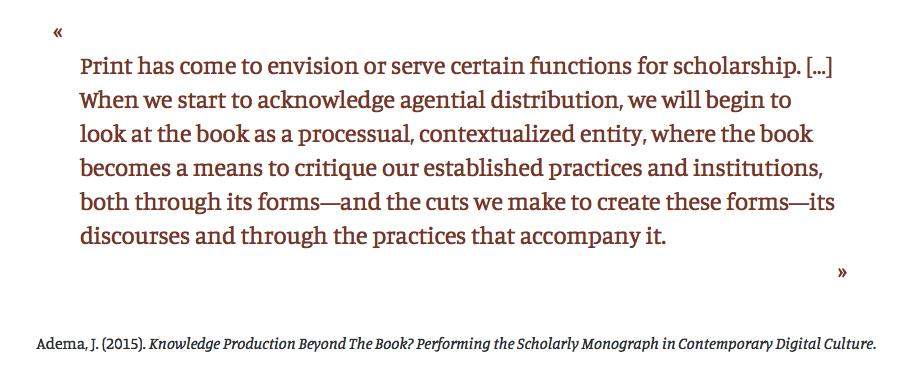 «
Print has come to envision or serve certain functions for scholarship. [...]
When we start to acknowledge agential distribution, we will begin to
look at the book as a processual, contextualized entity, where the book
becomes a means to critique our established practices and institutions,
both through its forms—and the cuts we make to create these forms—its
discourses and through the practices that accompany it.
»
Adema, J. (2015). Knowledge Production Beyond The Book? Performing the Scholarly Monograph in Contemporary Digital Culture.